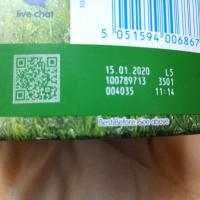 live chat
5 051594 00686
15.01.2020 L5
100789713 3501
004035 11:14
Best Before: See above